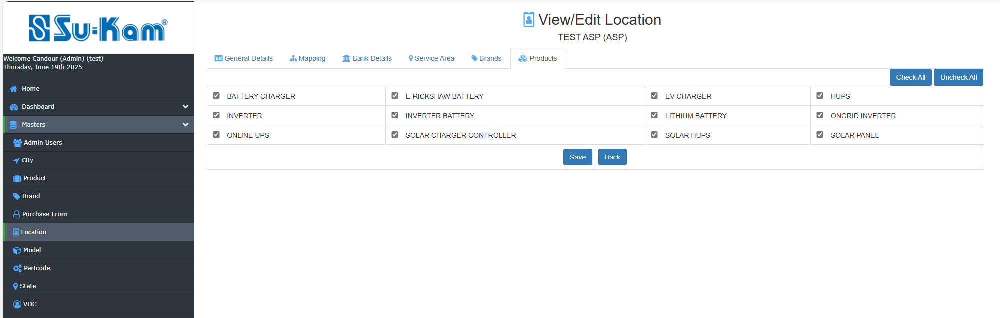 Su-Kam®
Welcome Candour (Admin) (test)
Thursday, June 19th 2025
Home
Dashboard
Masters
Admin Users
City
Product
Brand
Purchase From
Location
Model
Partcode
State
VOC
View/Edit Location
TEST ASP (ASP)
General Details Mapping Bank Details Service Area Brands Products
Check All Uncheck All
BATTERY CHARGER E-RICKSHAW BATTERY EV CHARGER HUPS
INVERTER INVERTER BATTERY LITHIUM BATTERY ONGRID INVERTER
ONLINE UPS SOLAR CHARGER CONTROLLER SOLAR HUPS SOLAR PANEL
Save Back